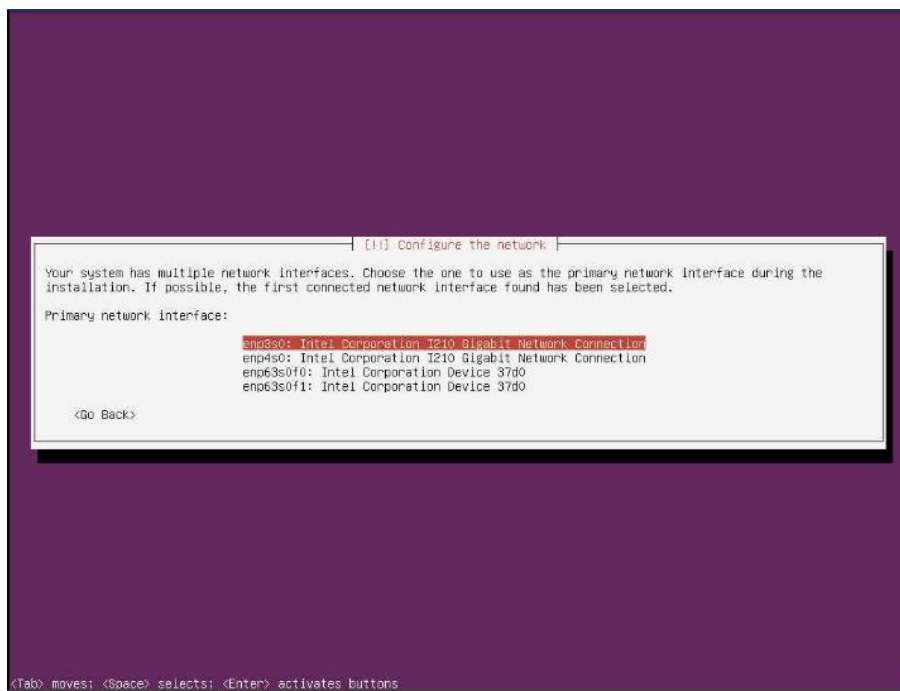 [!!] Configure the network
Your system has multiple network interfaces. Choose the one to use as the primary network interface during the
installation. If possible, the first connected network interface found has been selected.
Primary network interface:
enp3s0: Intel Corporation I210 Gigabit Network Connection
enp4s0: Intel Corporation I210 Gigabit Network Connection
enp63s0f0: Intel Corporation Device 37d0
enp63s0f1: Intel Corporation Device 37d0
<Go Back>
<Tab> moves; <Space> selects; <Enter> activates buttons